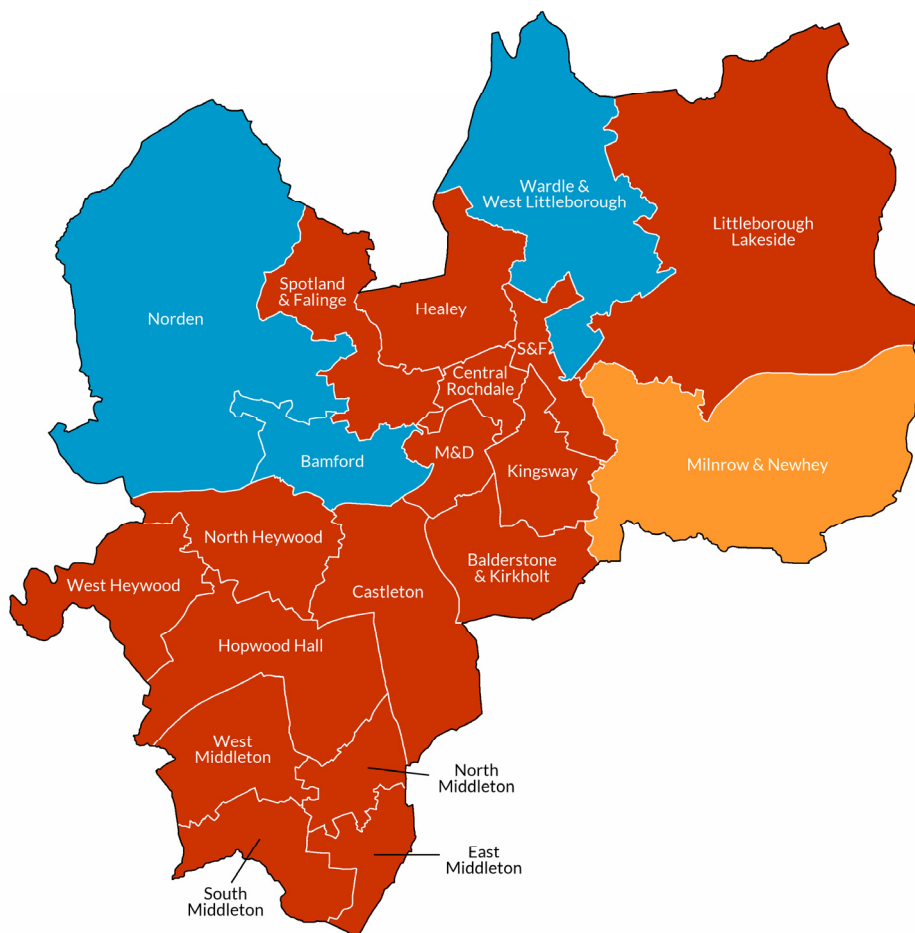 Wardle &
West Littleborough
Littleborough
Lakeside
Spotland
& Falinge
Healey
Norden
S&F
Central
Rochdale
M&D
Bamford
Kingsway
Milnrow & Newhey
North Heywood
Balderstone
& Kirkholt
West Heywood
Castleton
Hopwood Hall
West
Middleton
North
Middleton
East
Middleton
South
Middleton